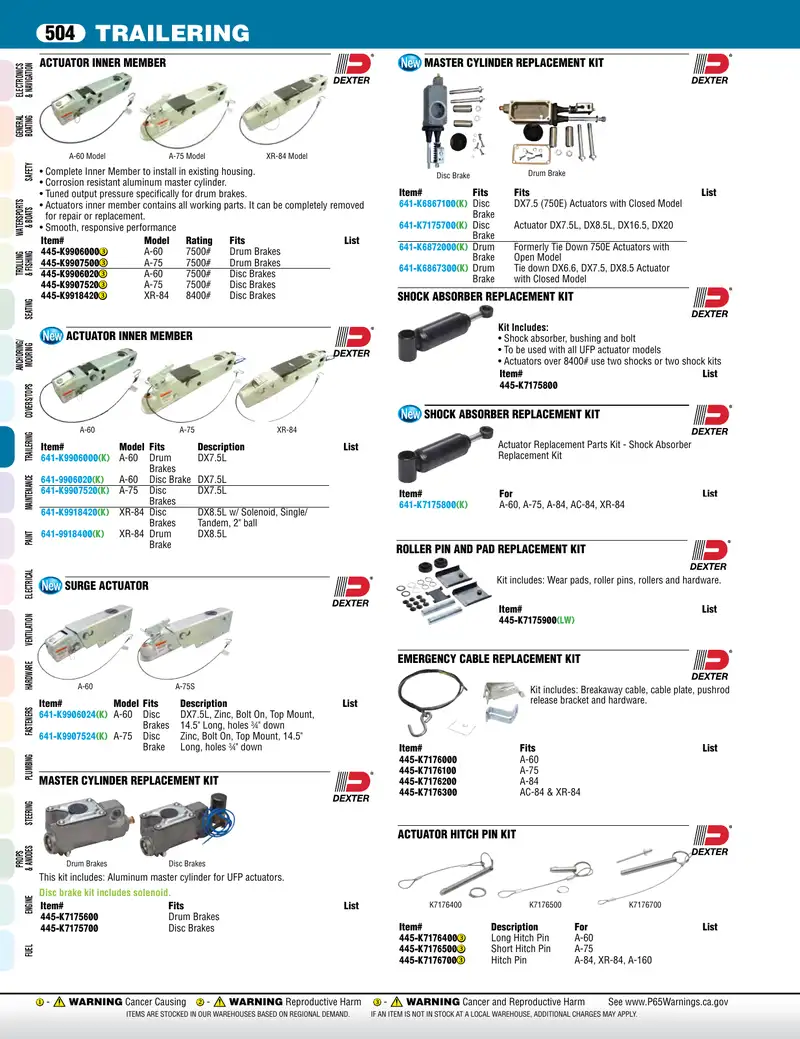 504 TRAILERING
ELECTRONICS & NAVIGATION
GENERAL BOATING
SAFETY
WATERSPORTS & BOATS
TROLLING & FISHING
SEATING
ANCHORING/ MOORING
COVERS/TOPS
TRAILERING
MAINTENANCE
PAINT
ELECTRICAL
VENTILATION
HARDWARE
FASTENERS
PLUMBING
STEERING
PROPS & ANODES
ENGINE
FUEL
ACTUATOR INNER MEMBER
DEXTER
A-60 Model A-75 Model XR-84 Model
• Complete Inner Member to install in existing housing.
• Corrosion resistant aluminum master cylinder.
• Tuned output pressure specifically for drum brakes.
• Actuators inner member contains all working parts. It can be completely removed
for repair or replacement.
• Smooth, responsive performance
Item# Model Rating Fits List
445-K9906000③ A-60 7500# Drum Brakes
445-K9907500③ A-75 7500# Drum Brakes
445-K9906020③ A-60 7500# Disc Brakes
445-K9907520③ A-75 7500# Disc Brakes
445-K9918420③ XR-84 8400# Disc Brakes
New ACTUATOR INNER MEMBER
DEXTER
A-60 A-75 XR-84
Item# Model Fits Description List
641-K9906000(K) A-60 Drum DX7.5L
Brakes
641-9906020(K) A-60 Disc Brake DX7.5L
641-K9907520(K) A-75 Disc DX7.5L
Brakes
641-K9918420(K) XR-84 Disc DX8.5L w/ Solenoid, Single/
Brakes Tandem, 2" ball
641-9918400(K) XR-84 Drum DX8.5L
Brake
New SURGE ACTUATOR
DEXTER
A-60 A-75S
Item# Model Fits Description List
641-K9906024(K) A-60 Disc DX7.5L, Zinc, Bolt On, Top Mount,
Brakes 14.5" Long, holes ¾" down
641-K9907524(K) A-75 Disc Zinc, Bolt On, Top Mount, 14.5"
Brake Long, holes ¾" down
MASTER CYLINDER REPLACEMENT KIT
DEXTER
Drum Brakes Disc Brakes
This kit includes: Aluminum master cylinder for UFP actuators.
Disc brake kit includes solenoid.
Item# Fits List
445-K7175600 Drum Brakes
445-K7175700 Disc Brakes
New MASTER CYLINDER REPLACEMENT KIT
DEXTER
Disc Brake Drum Brake
Item# Fits Fits List
641-K6867100(K) Disc DX7.5 (750E) Actuators with Closed Model
Brake
641-K7175700(K) Disc Actuator DX7.5L, DX8.5L, DX16.5, DX20
Brake
641-K6872000(K) Drum Formerly Tie Down 750E Actuators with
Brake Open Model
641-K6867300(K) Drum Tie down DX6.6, DX7.5, DX8.5 Actuator
Brake with Closed Model
SHOCK ABSORBER REPLACEMENT KIT
DEXTER
Kit Includes:
• Shock absorber, bushing and bolt
• To be used with all UFP actuator models
• Actuators over 8400# use two shocks or two shock kits
Item# List
445-K7175800
New SHOCK ABSORBER REPLACEMENT KIT
DEXTER
Actuator Replacement Parts Kit - Shock Absorber
Replacement Kit
Item# For List
641-K7175800(K) A-60, A-75, A-84, AC-84, XR-84
ROLLER PIN AND PAD REPLACEMENT KIT
DEXTER
Kit includes: Wear pads, roller pins, rollers and hardware.
Item# List
445-K7175900(LW)
EMERGENCY CABLE REPLACEMENT KIT
DEXTER
Kit includes: Breakaway cable, cable plate, pushrod
release bracket and hardware.
Item# Fits List
445-K7176000 A-60
445-K7176100 A-75
445-K7176200 A-84
445-K7176300 AC-84 & XR-84
ACTUATOR HITCH PIN KIT
DEXTER
K7176400 K7176500 K7176700
Item# Description For List
445-K7176400③ Long Hitch Pin A-60
445-K7176500③ Short Hitch Pin A-75
445-K7176700③ Hitch Pin A-84, XR-84, A-160
① - ⚠ WARNING Cancer Causing ② - ⚠ WARNING Reproductive Harm ③ - ⚠ WARNING Cancer and Reproductive Harm See www.P65Warnings.ca.gov
ITEMS ARE STOCKED IN OUR WAREHOUSES BASED ON REGIONAL DEMAND. IF AN ITEM IS NOT IN STOCK AT A LOCAL WAREHOUSE, ADDITIONAL CHARGES MAY APPLY.